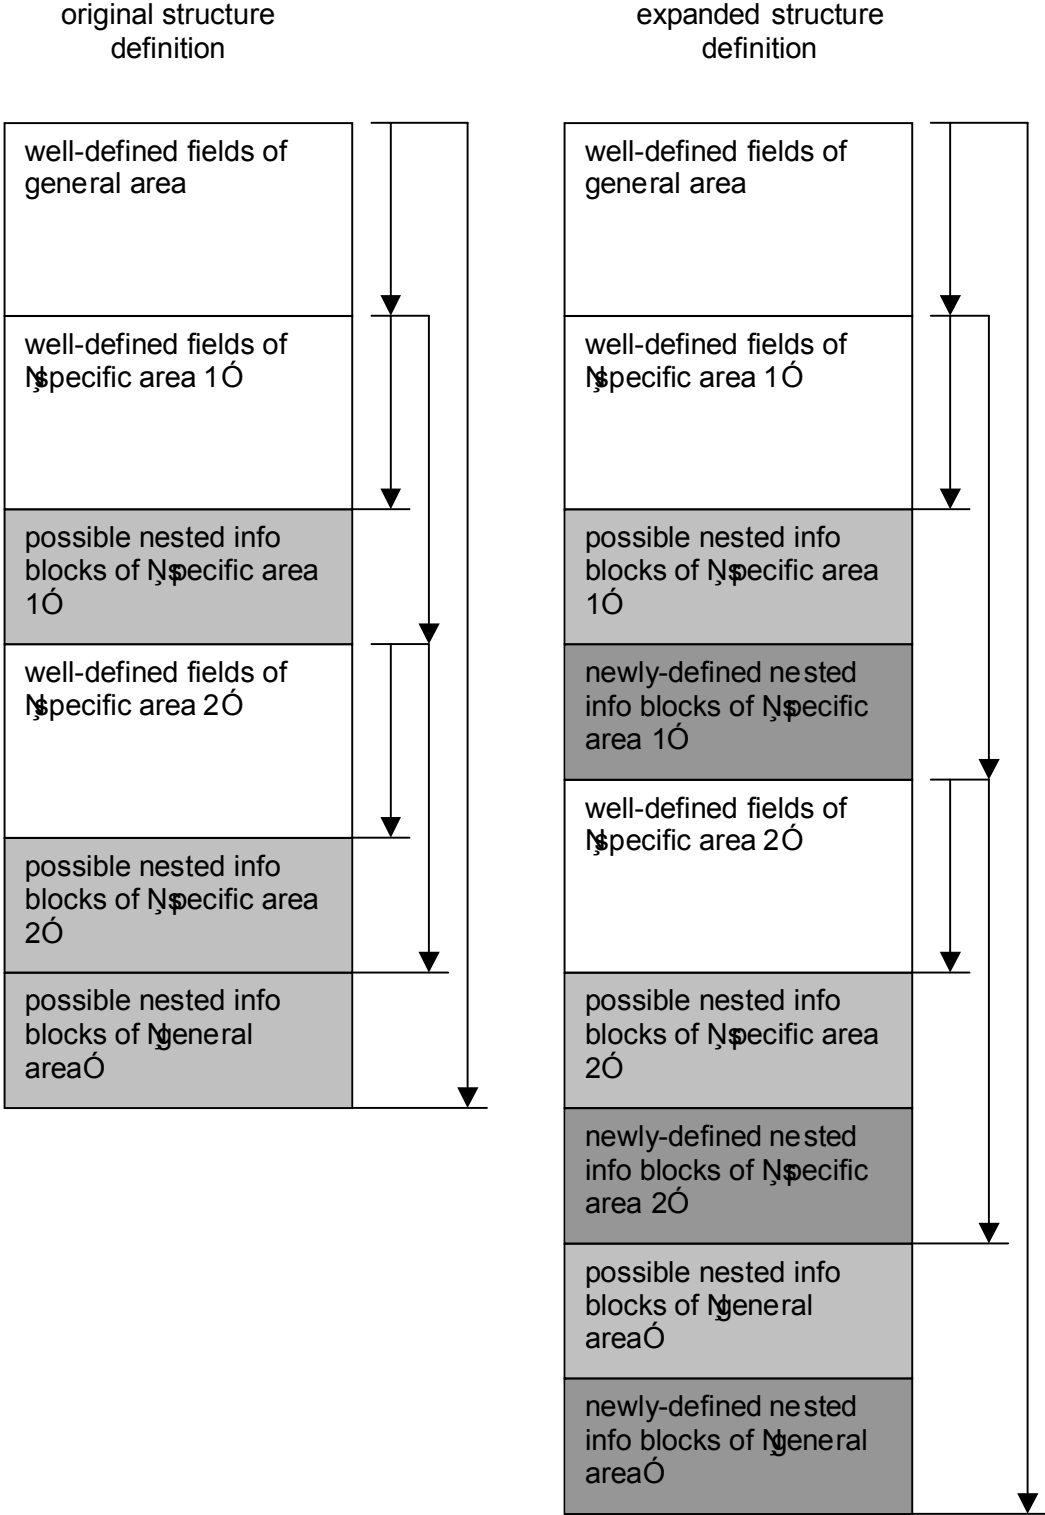 original structure
definition
well-defined fields of
general area
well-defined fields of
Ņspecific area 1Ó
possible nested info
blocks of Ņspecific area
1Ó
well-defined fields of
Ņspecific area 2Ó
possible nested info
blocks of Ņspecific area
2Ó
possible nested info
blocks of Ņgeneral
areaÓ
expanded structure
definition
well-defined fields of
general area
well-defined fields of
Ņspecific area 1Ó
possible nested info
blocks of Ņspecific area
1Ó
newly-defined nested
info blocks of Ņspecific
area 1Ó
well-defined fields of
Ņspecific area 2Ó
possible nested info
blocks of Ņspecific area
2Ó
newly-defined nested
info blocks of Ņspecific
area 2Ó
possible nested info
blocks of Ņgeneral
areaÓ
newly-defined nested
info blocks of Ņgeneral
areaÓ